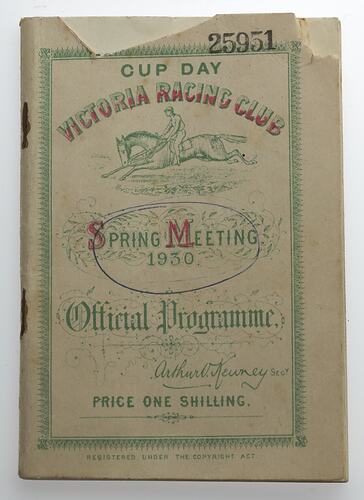 25951
CUP DAY
VICTORIA RACING CLUB
SPRING MEETING.
1930.
Official Programme.
Arthur V. Kewney Secy
PRICE ONE SHILLING.
REGISTERED UNDER THE COPYRIGHT ACT